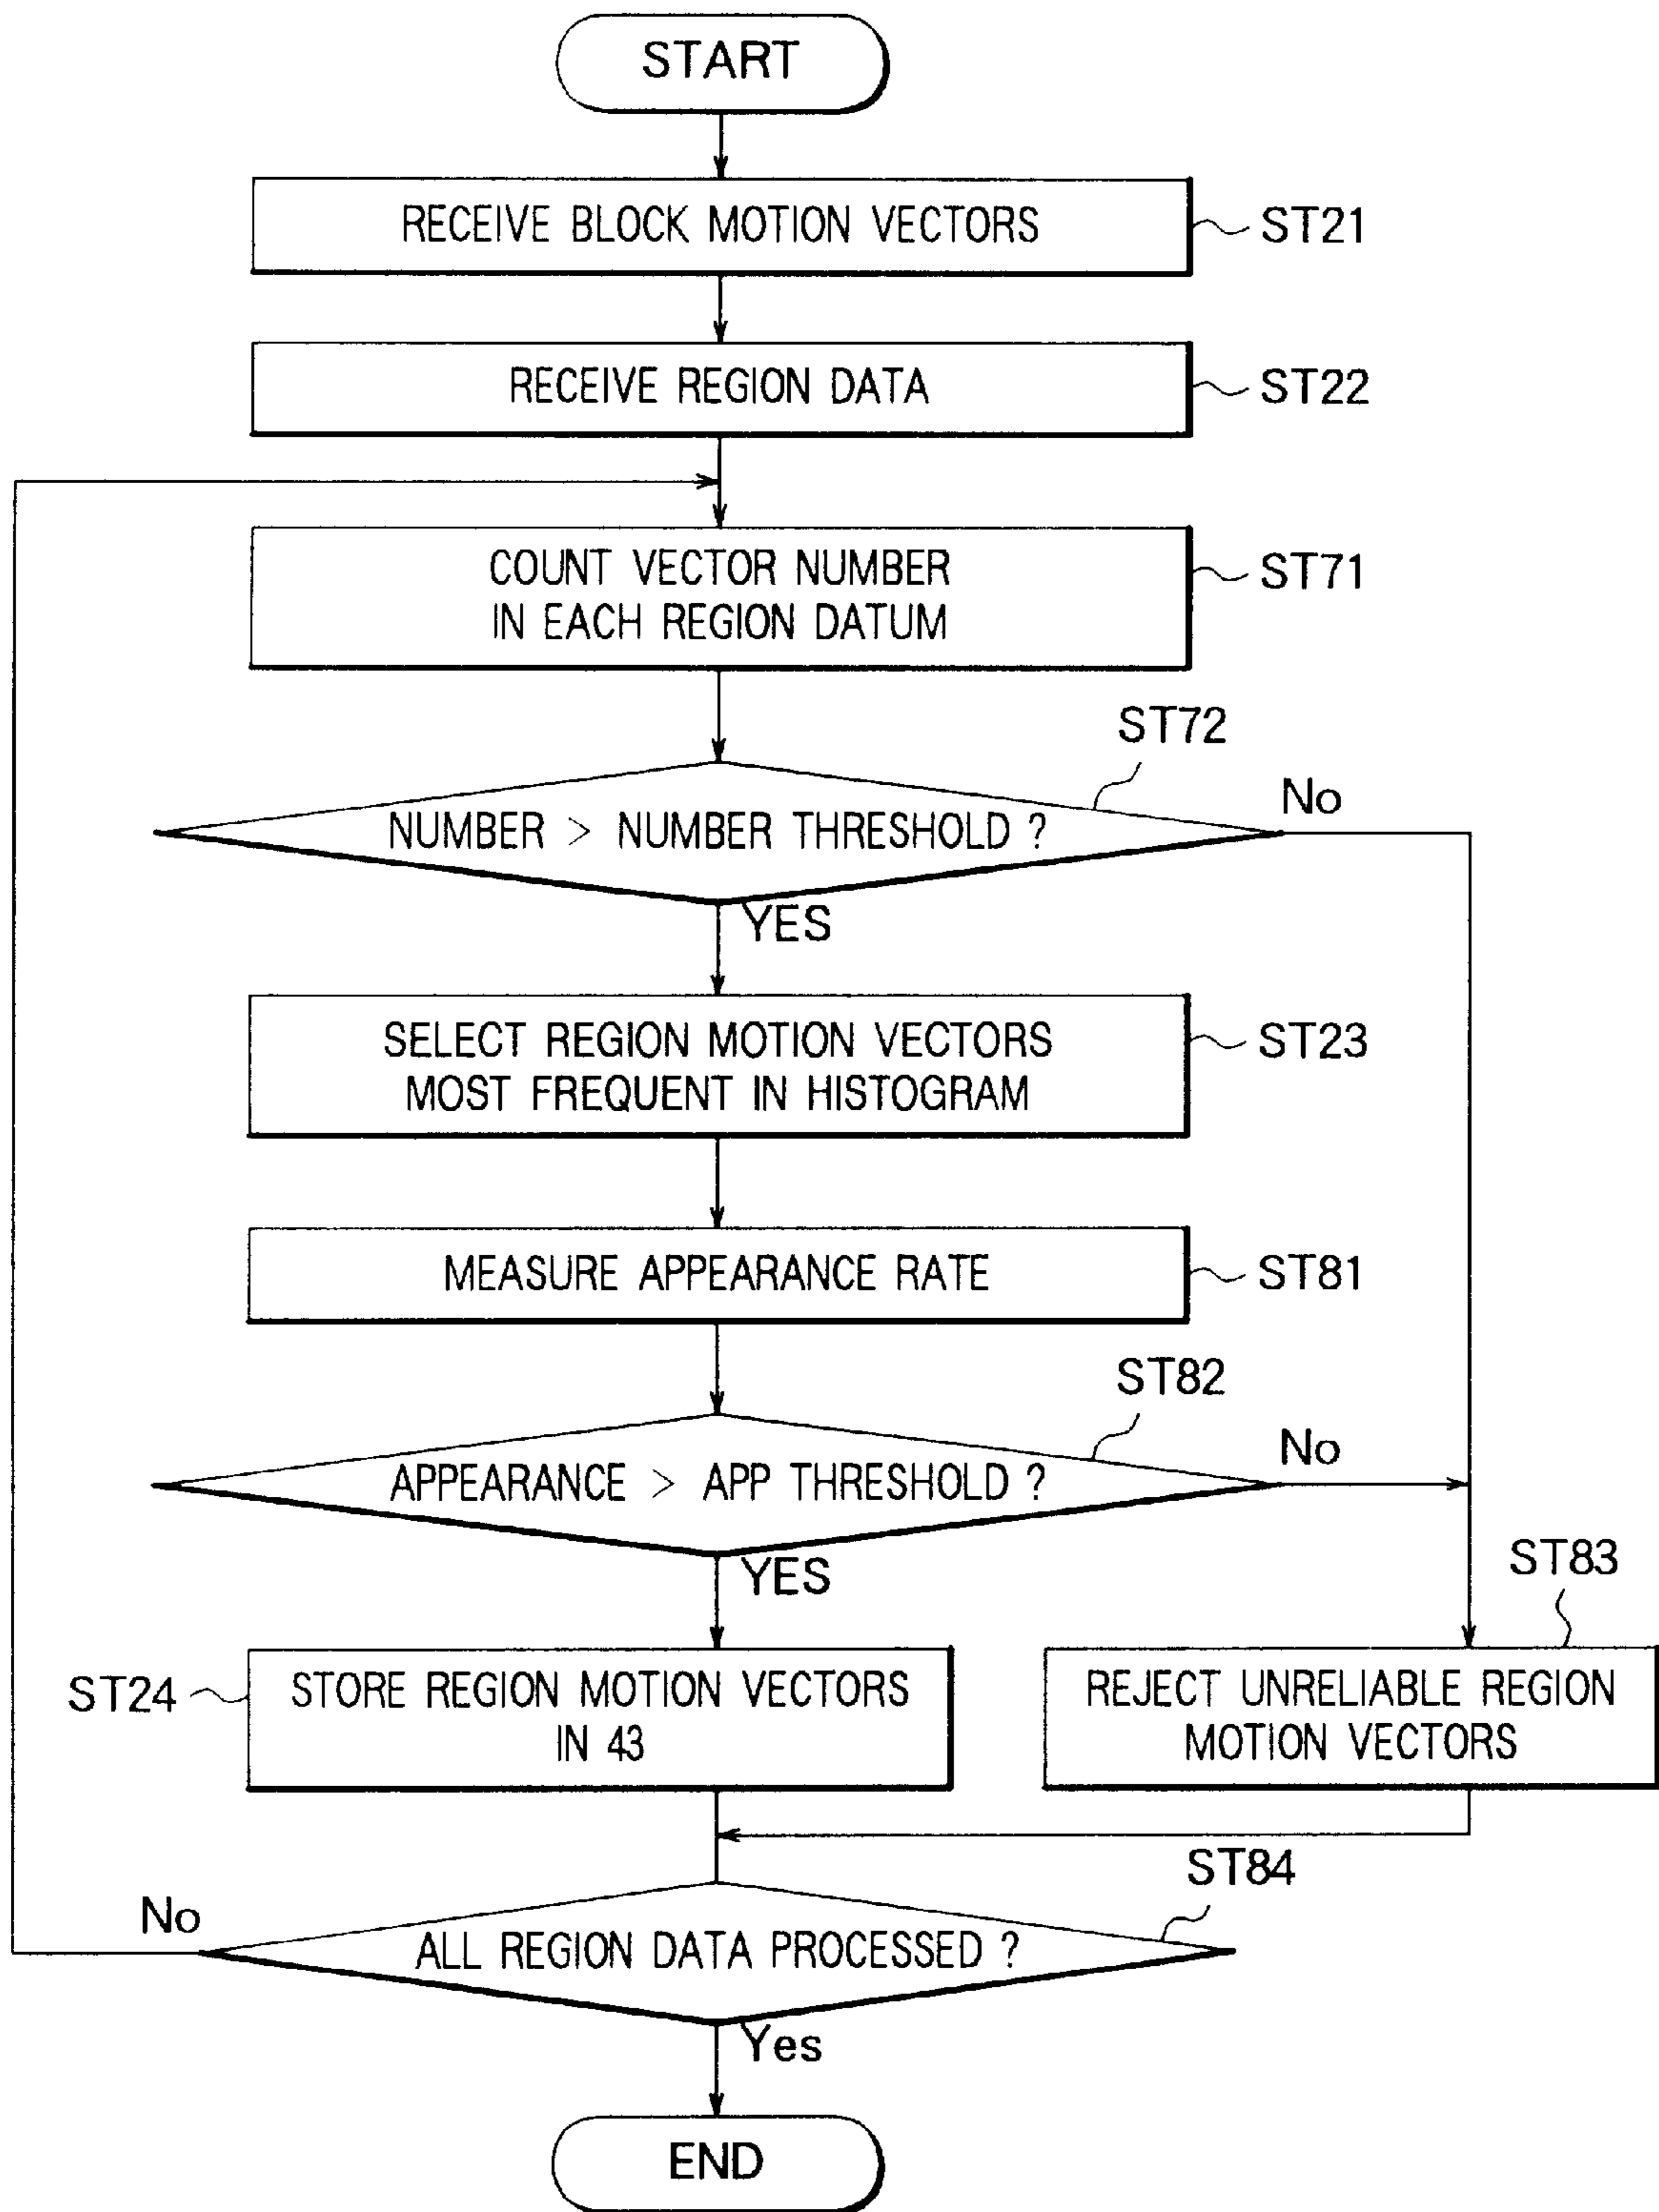 START
RECEIVE BLOCK MOTION VECTORS
ST21
RECEIVE REGION DATA
ST22
COUNT VECTOR NUMBER
IN EACH REGION DATUM
ST71
ST72
NUMBER > NUMBER THRESHOLD ?
No
YES
SELECT REGION MOTION VECTORS
MOST FREQUENT IN HISTOGRAM
ST23
MEASURE APPEARANCE RATE
ST81
ST82
APPEARANCE > APP THRESHOLD ?
No
YES
ST83
ST24
STORE REGION MOTION VECTORS
IN 43
REJECT UNRELIABLE REGION
MOTION VECTORS
ST84
No
ALL REGION DATA PROCESSED ?
Yes
END